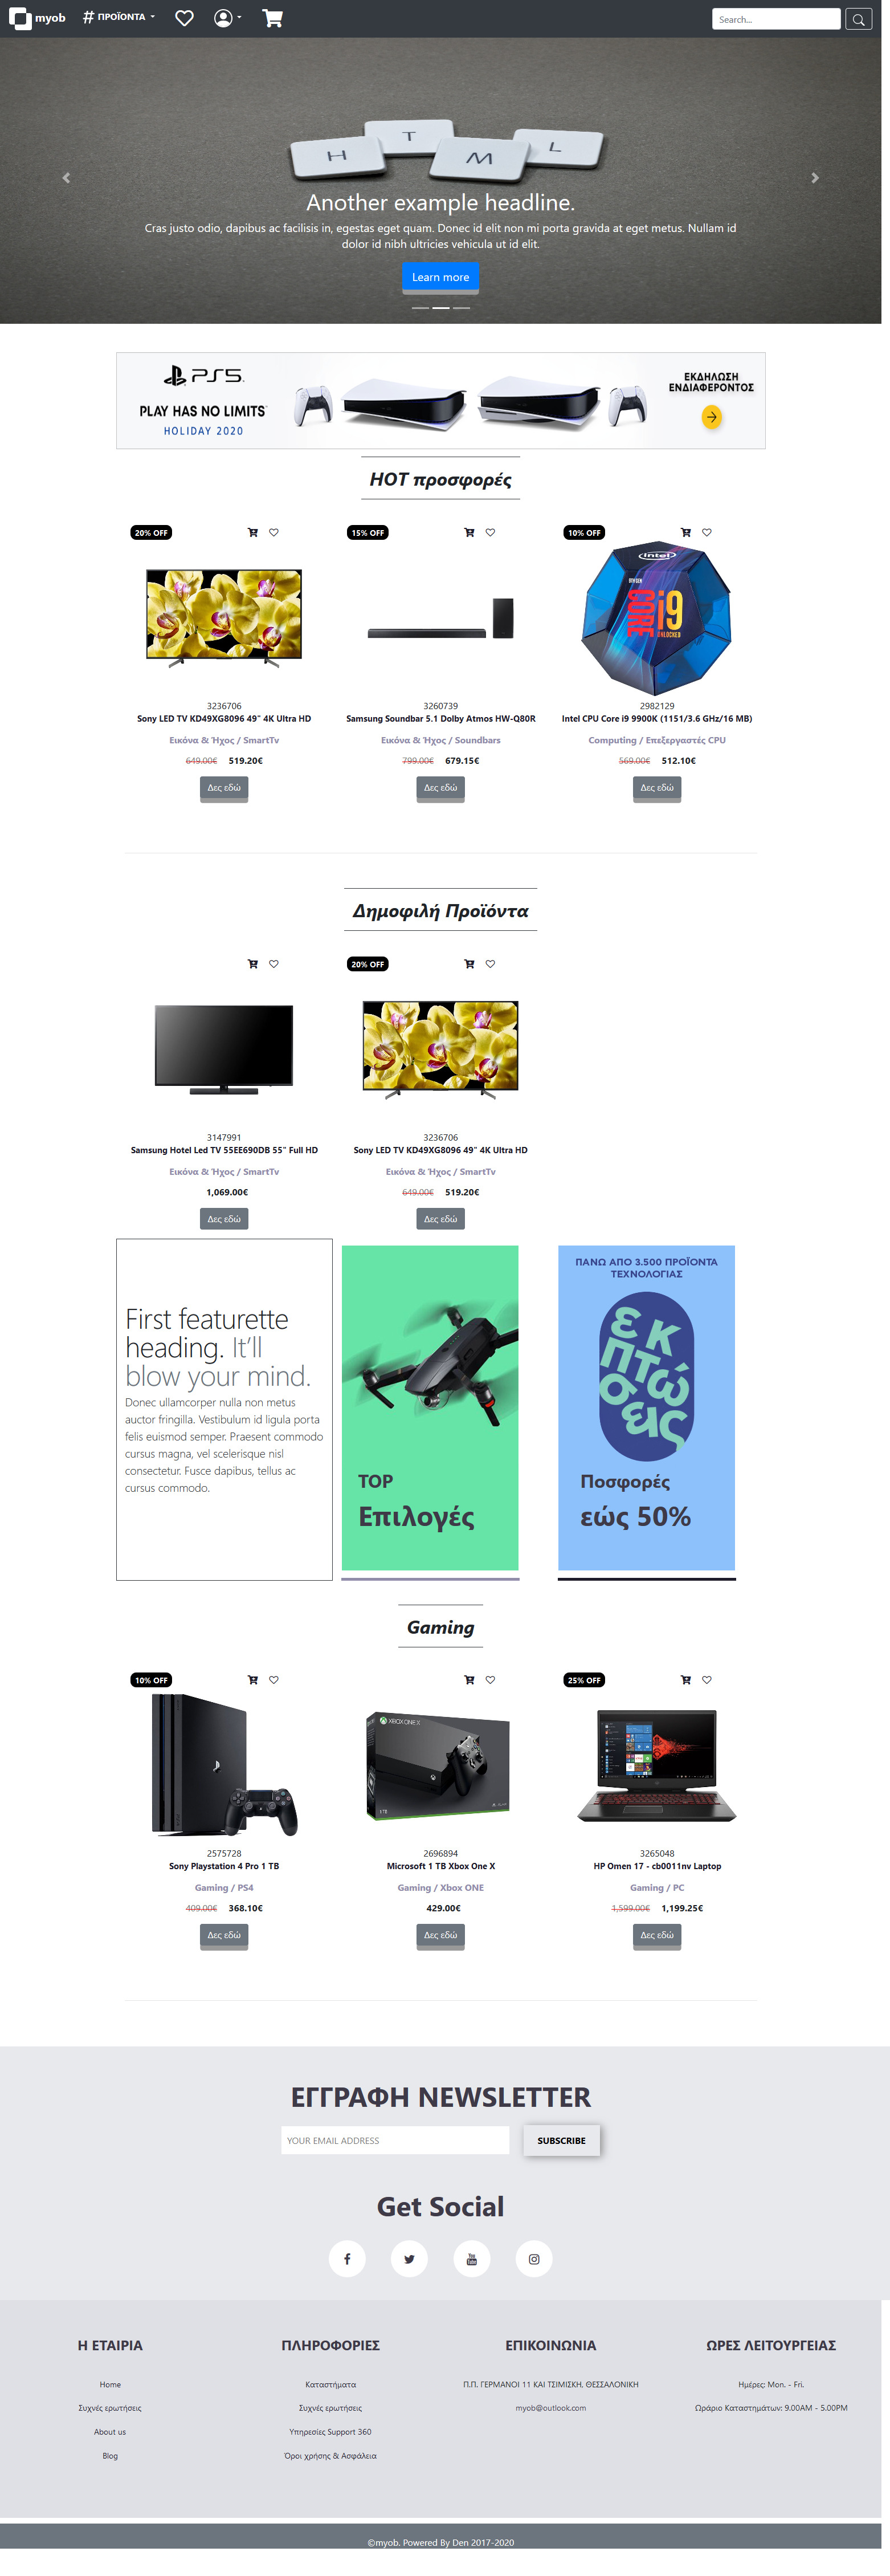 myob
# ΠΡΟΪΟΝΤΑ
Search...
H T M L
Another example headline.
Cras justo odio, dapibus ac facilisis in, egestas eget quam. Donec id elit non mi porta gravida at eget metus. Nullam id
dolor id nibh ultricies vehicula ut id elit.
Learn more
PS5
PLAY HAS NO LIMITS™
HOLIDAY 2020
ΕΚΔΗΛΩΣΗ
ΕΝΔΙΑΦΕΡΟΝΤΟΣ
HOT προσφορές
20% OFF
15% OFF
10% OFF
intel
CORE i9
UNLOCKED
3236706
Sony LED TV KD49XG8096 49" 4K Ultra HD
Εικόνα & Ήχος / SmartTv
649.00€ 519.20€
Δες εδώ
3260739
Samsung Soundbar 5.1 Dolby Atmos HW-Q80R
Εικόνα & Ήχος / Soundbars
799.00€ 679.15€
Δες εδώ
2982129
Intel CPU Core i9 9900K (1151/3.6 GHz/16 MB)
Computing / Επεξεργαστές CPU
569.00€ 512.10€
Δες εδώ
Δημοφιλή Προϊόντα
20% OFF
3147991
Samsung Hotel Led TV 55EE690DB 55" Full HD
Εικόνα & Ήχος / SmartTv
1,069.00€
Δες εδώ
3236706
Sony LED TV KD49XG8096 49" 4K Ultra HD
Εικόνα & Ήχος / SmartTv
649.00€ 519.20€
Δες εδώ
First featurette
heading. It'll
blow your mind.
Donec ullamcorper nulla non metus
auctor fringilla. Vestibulum id ligula porta
felis euismod semper. Praesent commodo
cursus magna, vel scelerisque nisl
consectetur. Fusce dapibus, tellus ac
cursus commodo.
TOP
Επιλογές
ΠΑΝΩ ΑΠΟ 3.500 ΠΡΟΪΟΝΤΑ
ΤΕΧΝΟΛΟΓΙΑΣ
εκ
πτώ
σεις
Ποσφορές
εώς 50%
Gaming
10% OFF
25% OFF
XBOX ONE X
1TB
2575728
Sony Playstation 4 Pro 1 TB
Gaming / PS4
409.00€ 368.10€
Δες εδώ
2696894
Microsoft 1 TB Xbox One X
Gaming / Xbox ONE
429.00€
Δες εδώ
3265048
HP Omen 17 - cb0011nv Laptop
Gaming / PC
1,599.00€ 1,199.25€
Δες εδώ
ΕΓΓΡΑΦΗ NEWSLETTER
YOUR EMAIL ADDRESS
SUBSCRIBE
Get Social
Η ΕΤΑΙΡΙΑ
Home
Συχνές ερωτήσεις
About us
Blog
ΠΛΗΡΟΦΟΡΙΕΣ
Καταστήματα
Συχνές ερωτήσεις
Υπηρεσίες Support 360
Όροι χρήσης & Ασφάλεια
ΕΠΙΚΟΙΝΩΝΙΑ
Π.Π. ΓΕΡΜΑΝΟΙ 11 ΚΑΙ ΤΣΙΜΙΣΚΗ, ΘΕΣΣΑΛΟΝΙΚΗ
myob@outlook.com
ΩΡΕΣ ΛΕΙΤΟΥΡΓΕΙΑΣ
Ημέρες: Mon. - Fri.
Ωράριο Καταστημάτων: 9.00AM - 5.00PM
©myob. Powered By Den 2017-2020